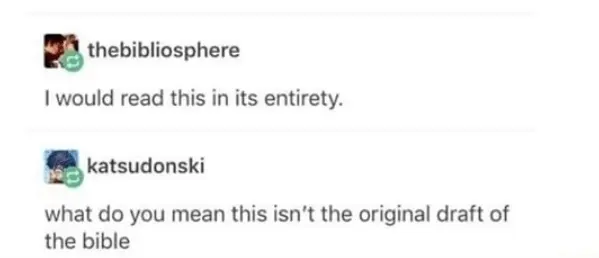 thebibliosphere
I would read this in its entirety.
katsudonski
what do you mean this isn't the original draft of
the bible